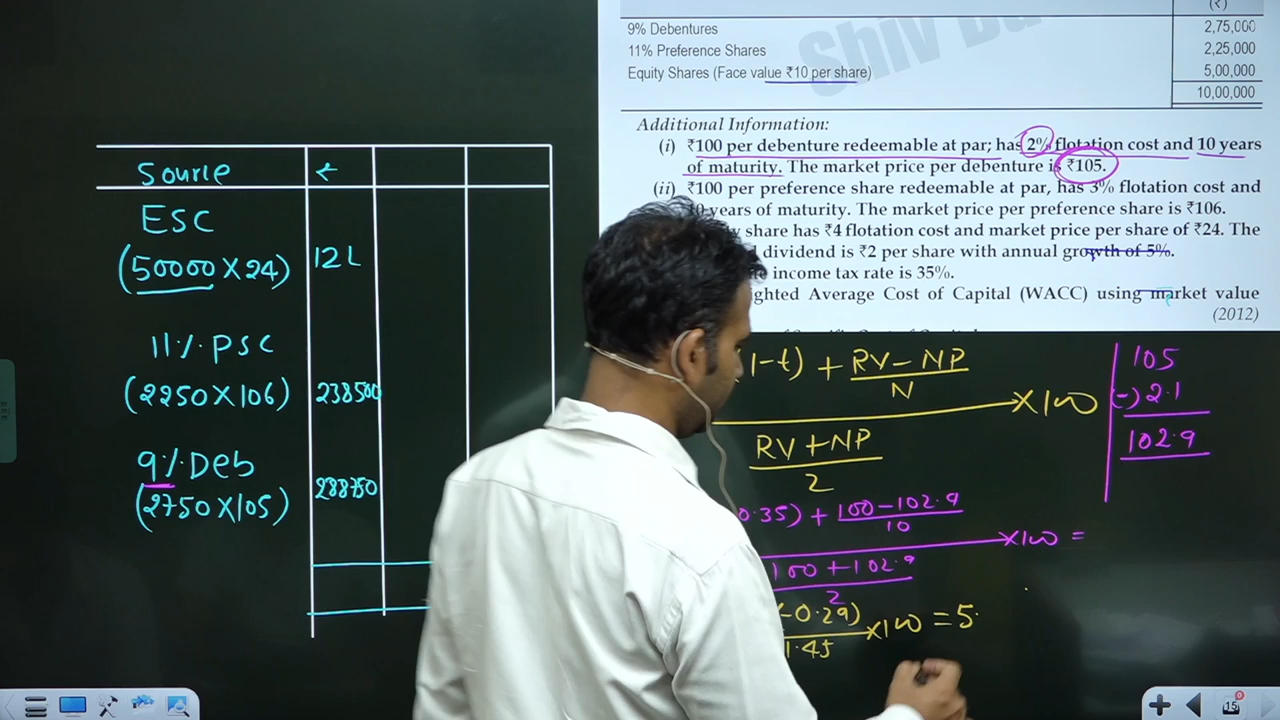 (₹)
9% Debentures 2,75,000
11% Preference Shares 2,25,000
Equity Shares (Face value ₹10 per share) 5,00,000
10,00,000
Additional Information:
(i) ₹100 per debenture redeemable at par; has 2% flotation cost and 10 years
of maturity. The market price per debenture is ₹105.
(ii) ₹100 per preference share redeemable at par, has 3% flotation cost and
years of maturity. The market price per preference share is ₹106.
share has ₹4 flotation cost and market price per share of ₹24. The
dividend is ₹2 per share with annual growth of 5%.
income tax rate is 35%.
ghted Average Cost of Capital (WACC) using market value
(2012)
Source ₹
ESC
(50000 X 24) 12 L
11% PSC
(2250 X 106) 238500
9% Deb
(2750 X 105) 288750
1-t) + RV - NP
N
X 100
RV + NP
2
105
(-) 2.1
102.9
0.35) + 100 - 102.9
10
X 100 =
100 + 102.9
2
(-0.29)
X 100 = 5.
1.45
15